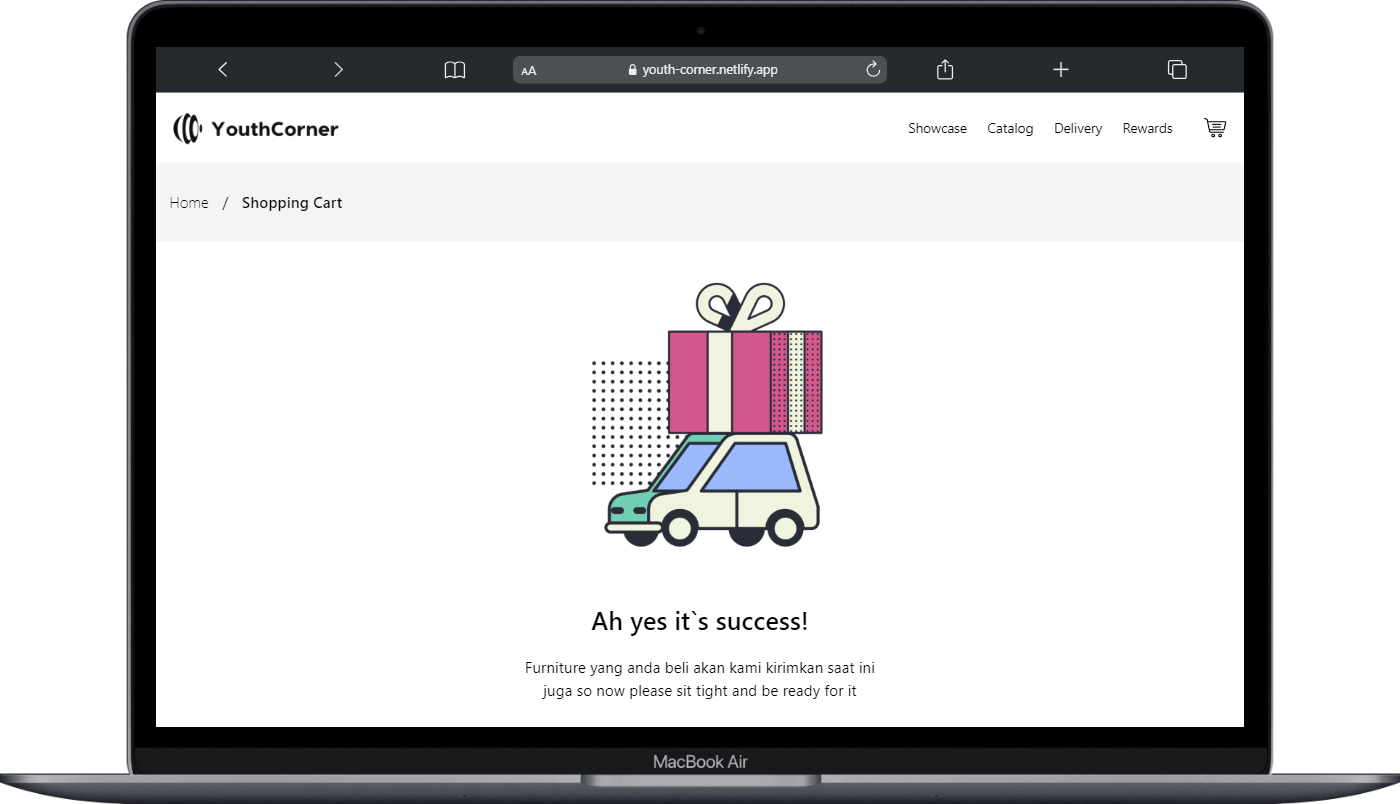 AA youth-corner.netlify.app
YouthCorner Showcase Catalog Delivery Rewards
Home / Shopping Cart
Ah yes it`s success!
Furniture yang anda beli akan kami kirimkan saat ini
juga so now please sit tight and be ready for it
MacBook Air